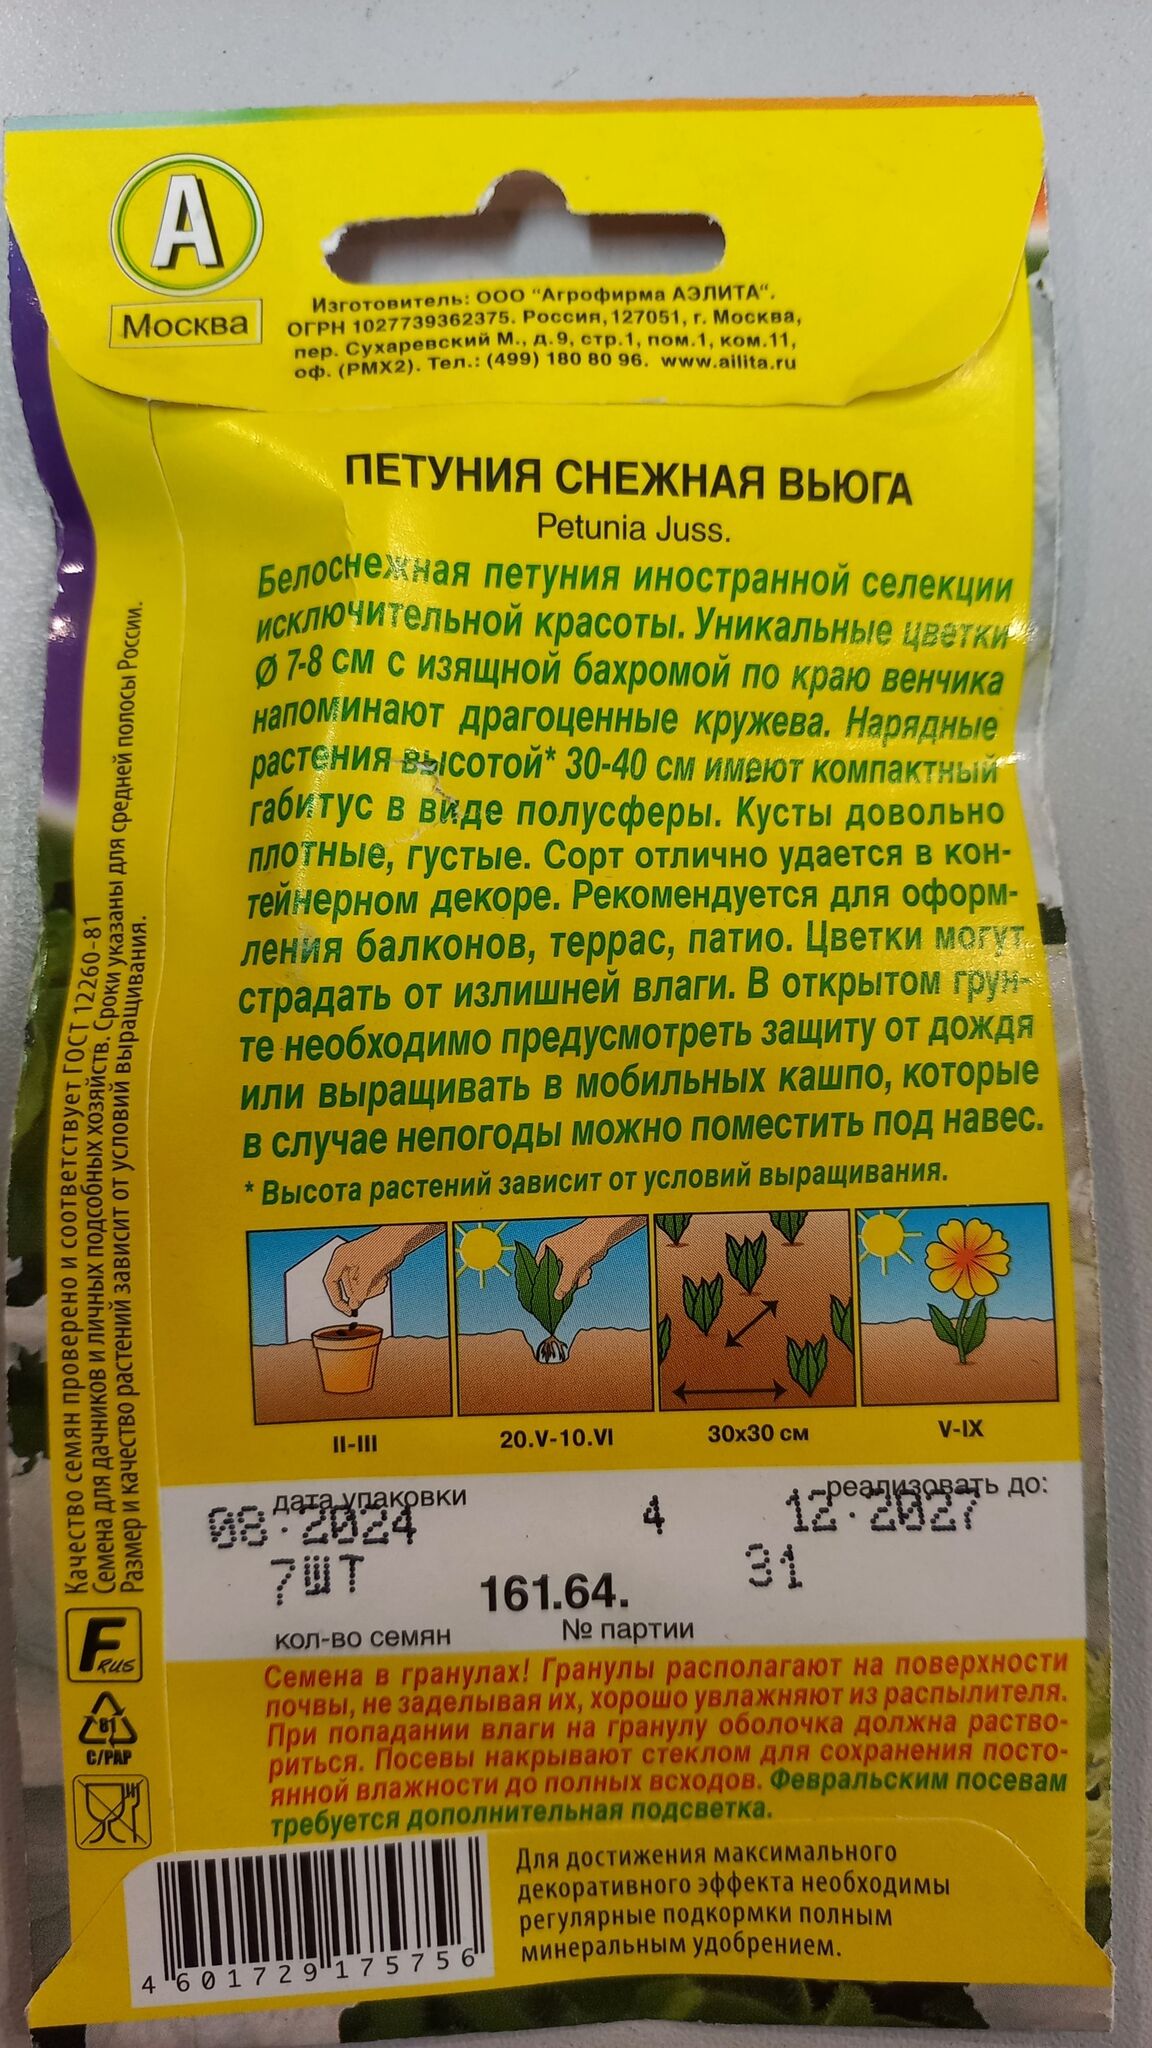 А
Москва
Изготовитель: ООО "Агрофирма АЭЛИТА".
ОГРН 1027739362375. Россия, 127051, г. Москва,
пер. Сухаревский М., д.9, стр.1, пом.1, ком.11,
оф. (РМХ2). Тел.: (499) 180 80 96. www.ailita.ru
ПЕТУНИЯ СНЕЖНАЯ ВЬЮГА
Petunia Juss.
Белоснежная петуния иностранной селекции
исключительной красоты. Уникальные цветки
Ø 7-8 см с изящной бахромой по краю венчика
напоминают драгоценные кружева. Нарядные
растения высотой* 30-40 см имеют компактный
габитус в виде полусферы. Кусты довольно
плотные, густые. Сорт отлично удается в кон-
тейнерном декоре. Рекомендуется для оформ-
ления балконов, террас, патио. Цветки могут
страдать от излишней влаги. В открытом грун-
те необходимо предусмотреть защиту от дождя
или выращивать в мобильных кашпо, которые
в случае непогоды можно поместить под навес.
* Высота растений зависит от условий выращивания.
II-III
20.V-10.VI
30х30 см
V-IX
дата упаковки
реализовать до:
08.2024
4
12.2027
7ШТ
161.64.
31
кол-во семян
№ партии
Семена в гранулах! Гранулы располагают на поверхности
почвы, не заделывая их, хорошо увлажняют из распылителя.
При попадании влаги на гранулу оболочка должна раство-
риться. Посевы накрывают стеклом для сохранения посто-
янной влажности до полных всходов. Февральским посевам
требуется дополнительная подсветка.
Для достижения максимального
декоративного эффекта необходимы
регулярные подкормки полным
минеральным удобрением.
4 601729 175756
Качество семян проверено и соответствует ГОСТ 12260-81
Семена для дачников и личных подсобных хозяйств. Сроки указаны для средней полосы России.
Размер и качество растений зависит от условий выращивания.
F RUS
81
C/PAP